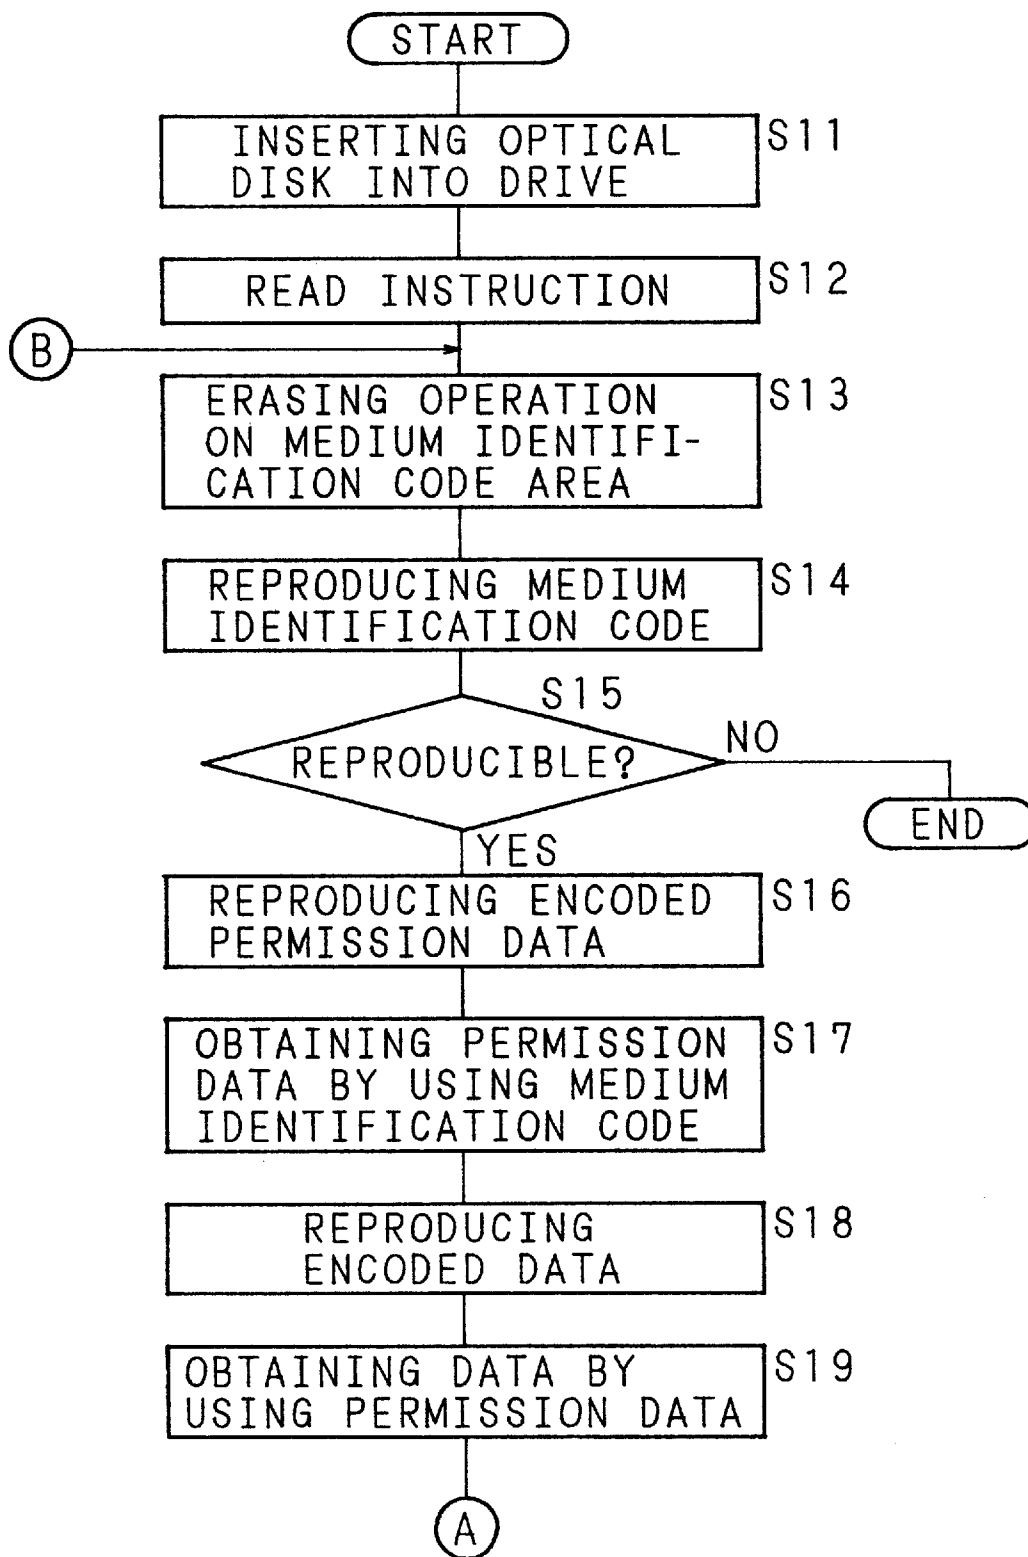 START
INSERTING OPTICAL
DISK INTO DRIVE
S11
READ INSTRUCTION
S12
B
ERASING OPERATION
ON MEDIUM IDENTIFI-
CATION CODE AREA
S13
REPRODUCING MEDIUM
IDENTIFICATION CODE
S14
S15
REPRODUCIBLE?
NO
END
YES
REPRODUCING ENCODED
PERMISSION DATA
S16
OBTAINING PERMISSION
DATA BY USING MEDIUM
IDENTIFICATION CODE
S17
REPRODUCING
ENCODED DATA
S18
OBTAINING DATA BY
USING PERMISSION DATA
S19
A